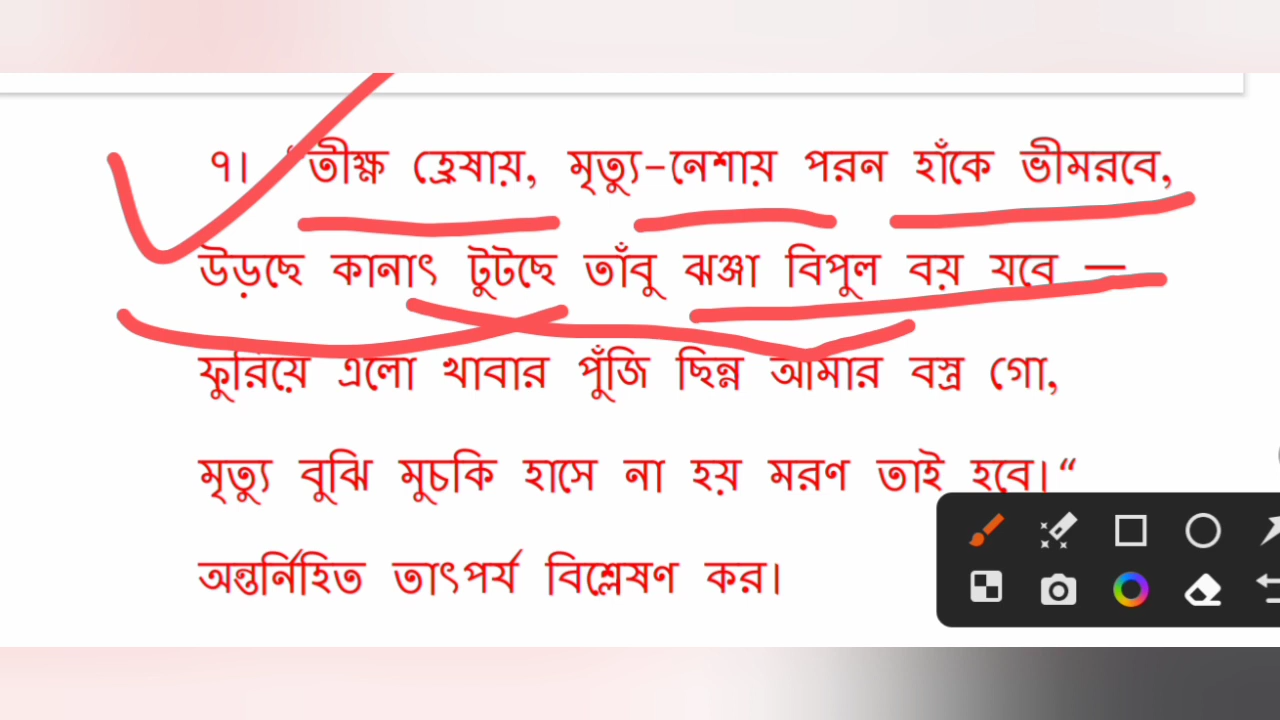 ৭। “তীক্ষ্ণ হ্রেষায়, মৃত্যু-নেশায় পরন হাঁকে ভীমরবে,
উড়ছে কানাৎ টুটছে তাঁবু ঝঞ্জা বিপুল বয় যবে —
ফুরিয়ে এলো খাবার পুঁজি ছিন্ন আমার বস্ত্র গো,
মৃত্যু বুঝি মুচকি হাসে না হয় মরণ তাই হবে।“
অন্তর্নিহিত তাৎপর্য বিশ্লেষণ কর।